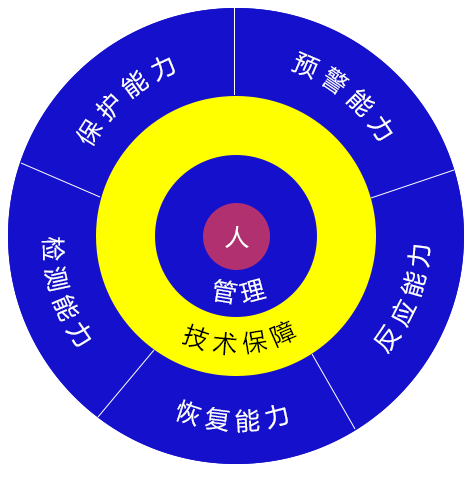 保护能力
预警能力
检测能力
反应能力
恢复能力
人
管理
技术保障